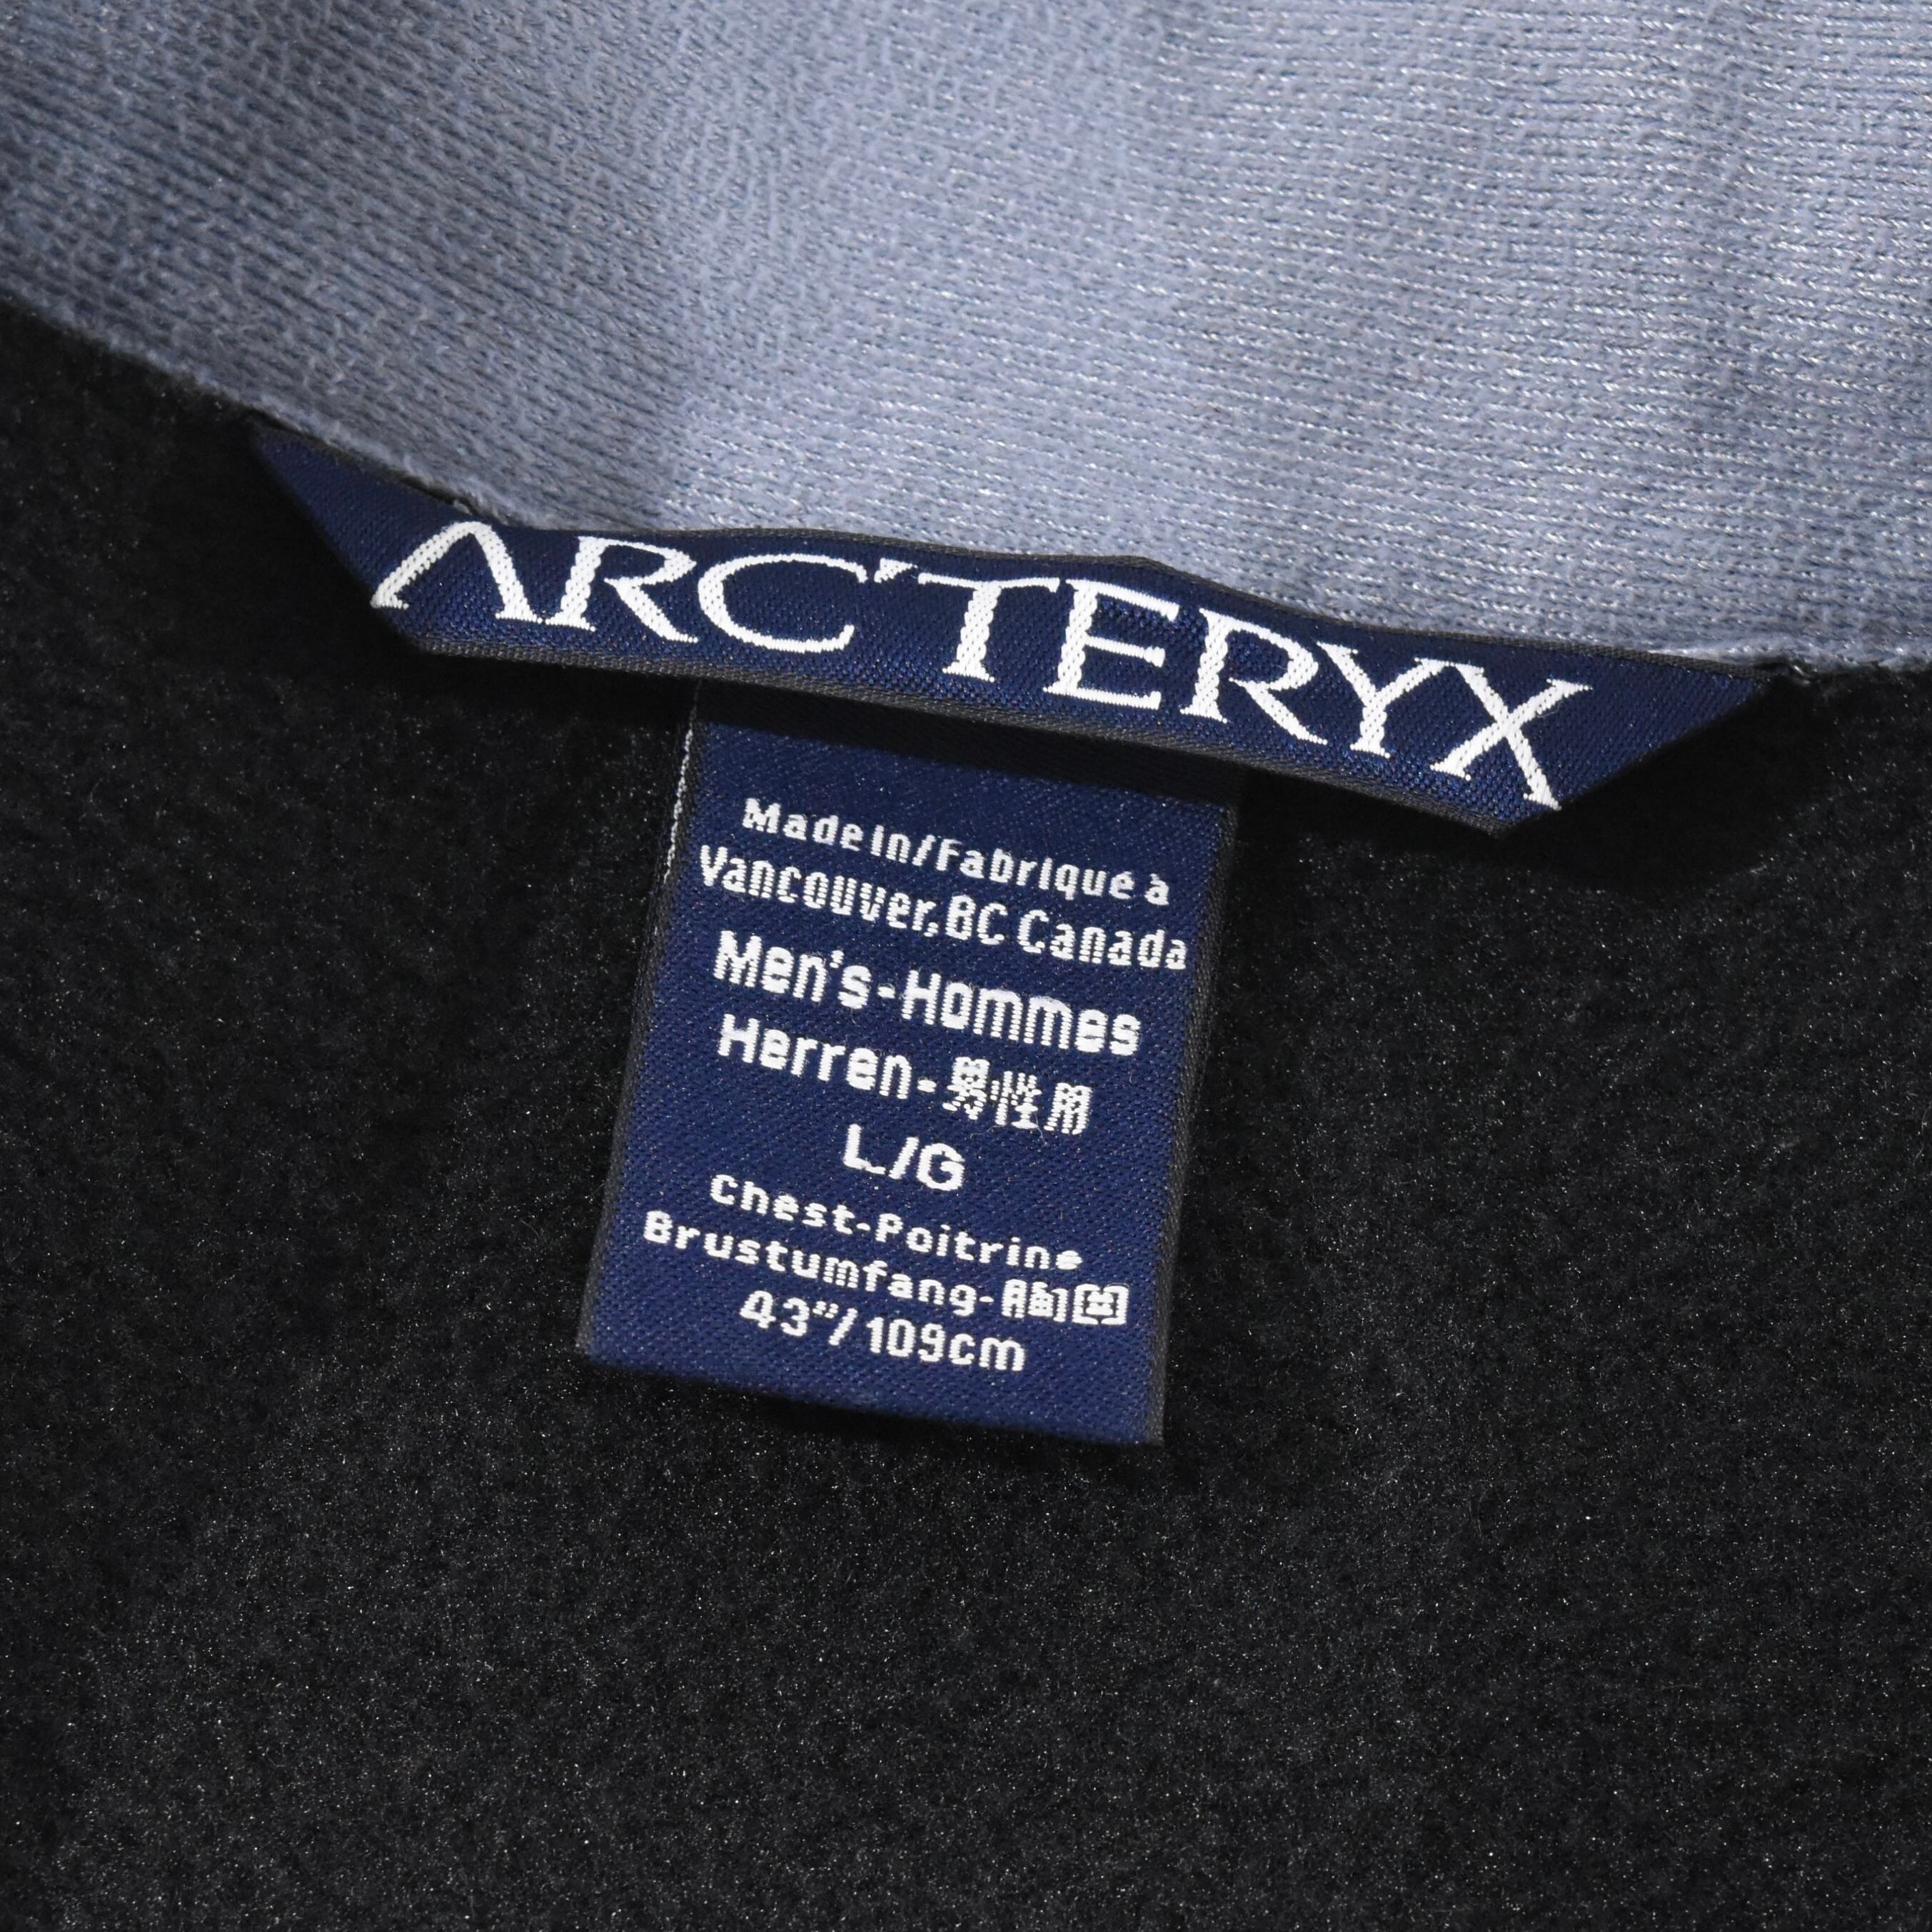 ARC'TERYX
Made in/Fabriqué à
Vancouver, BC Canada
Men's-Hommes
Herren-男性用
L/G
Chest-Poitrine
Brustumfang-胸囲
43"/109cm